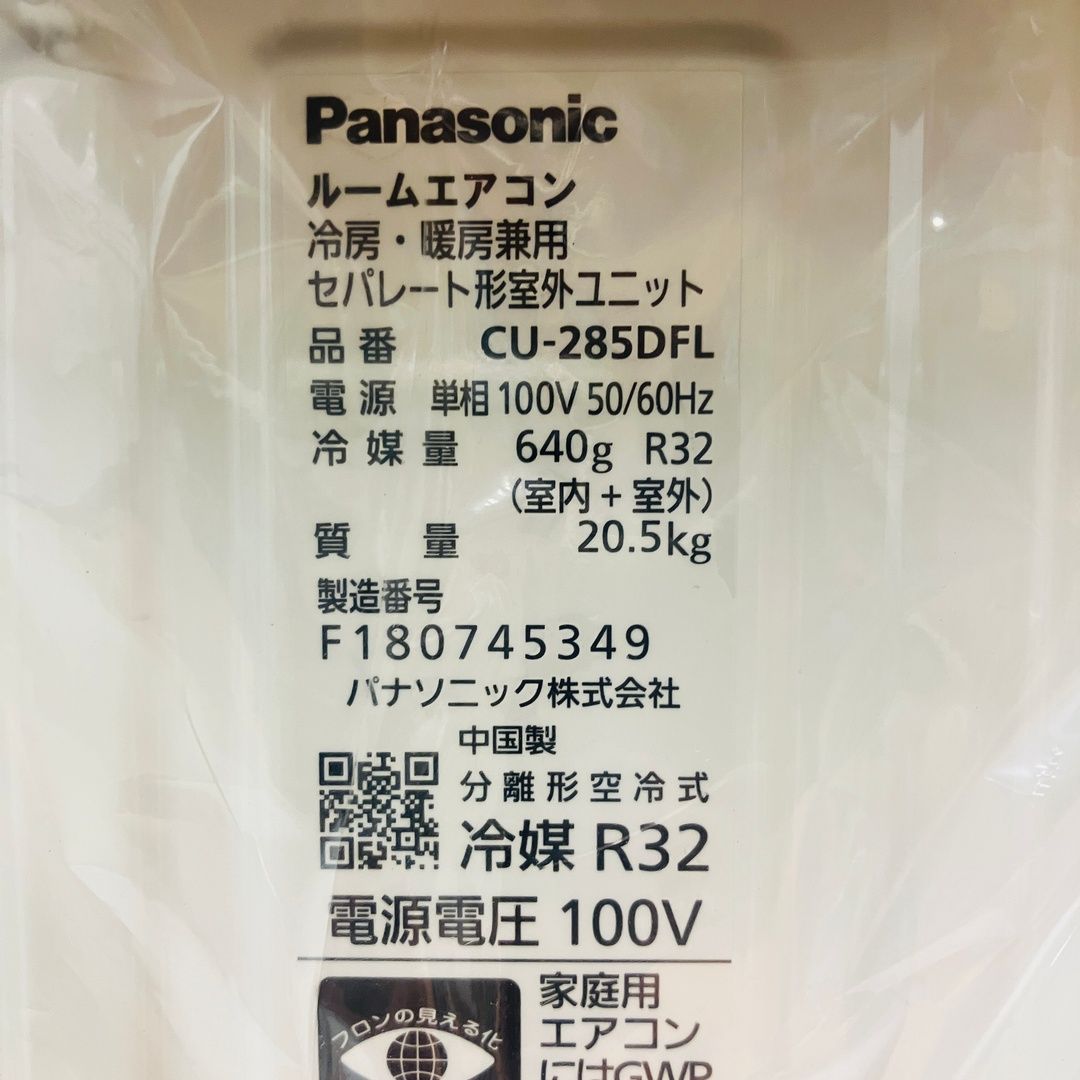 Panasonic
ルームエアコン
冷房・暖房兼用
セパレート形室外ユニット
品番 CU-285DFL
電源 単相 100V 50/60Hz
冷媒量 640g R32
(室内 + 室外)
質量 20.5kg
製造番号
F180745349
パナソニック株式会社
中国製
分離形空冷式
冷媒 R32
電源電圧 100V
フロンの見える化
家庭用
エアコン
にはGWP